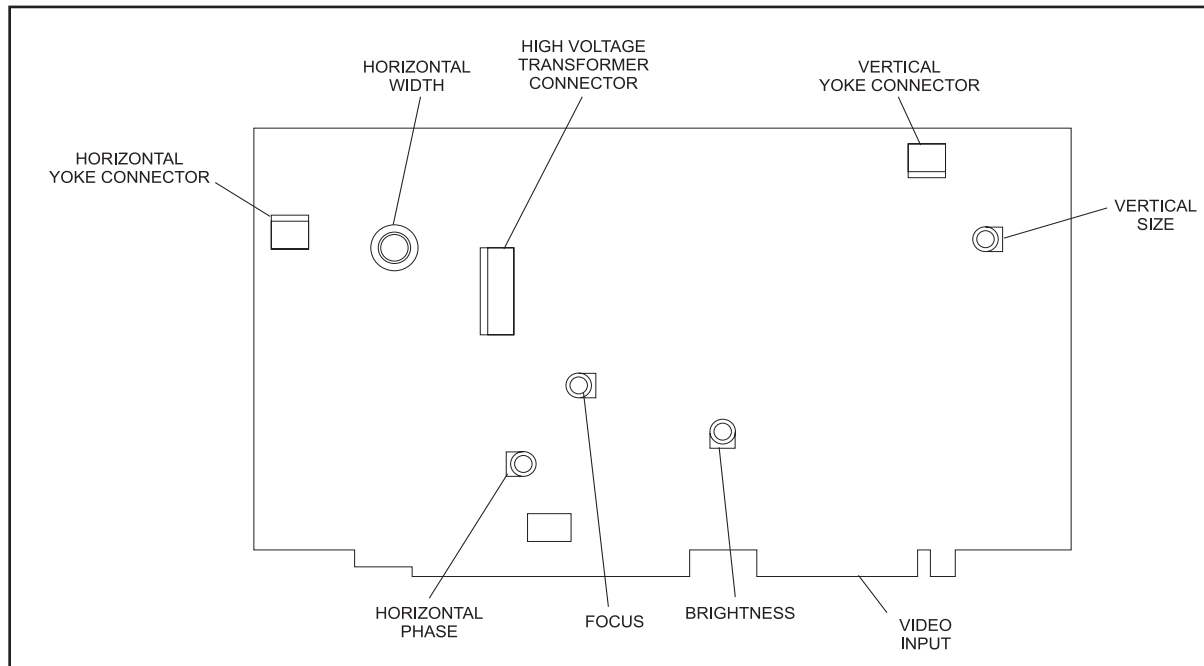 HIGH VOLTAGE
TRANSFORMER
CONNECTOR
HORIZONTAL
WIDTH
VERTICAL
YOKE CONNECTOR
HORIZONTAL
YOKE CONNECTOR
VERTICAL
SIZE
HORIZONTAL
PHASE
FOCUS
BRIGHTNESS
VIDEO
INPUT